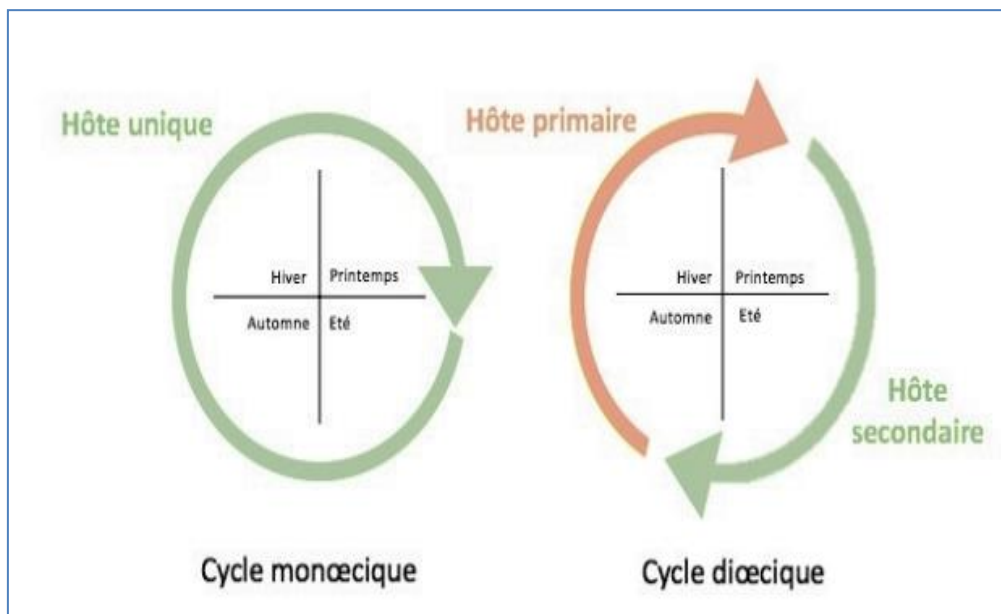 Hôte unique
Hiver
Printemps
Automne
Eté
Cycle monœcique
Hôte primaire
Hiver
Printemps
Automne
Eté
Hôte
secondaire
Cycle diœcique